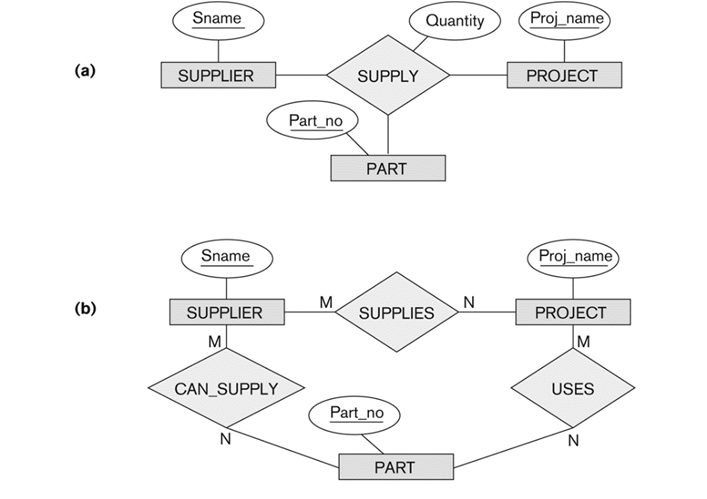 Sname
Quantity
Proj_name
(a)
SUPPLIER
SUPPLY
PROJECT
Part_no
PART
Sname
Proj_name
(b)
SUPPLIER
M
SUPPLIES
N
PROJECT
M
M
CAN_SUPPLY
USES
Part_no
N
N
PART